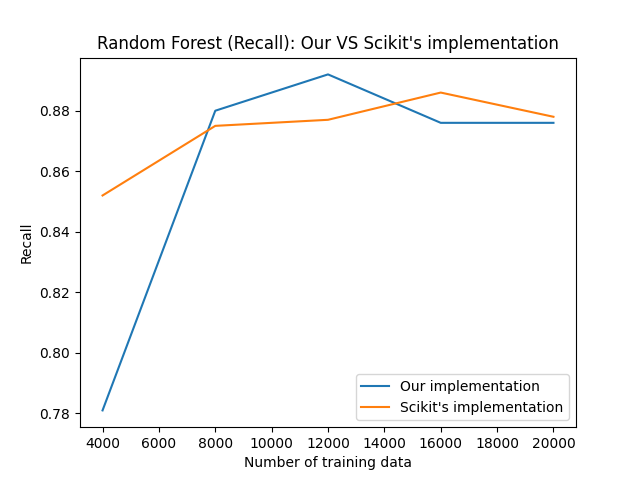 Random Forest (Recall): Our VS Scikit's implementation
0.88
0.86
0.84
0.82
0.80
0.78
Recall
4000 6000 8000 10000 12000 14000 16000 18000 20000
Number of training data
Our implementation
Scikit's implementation